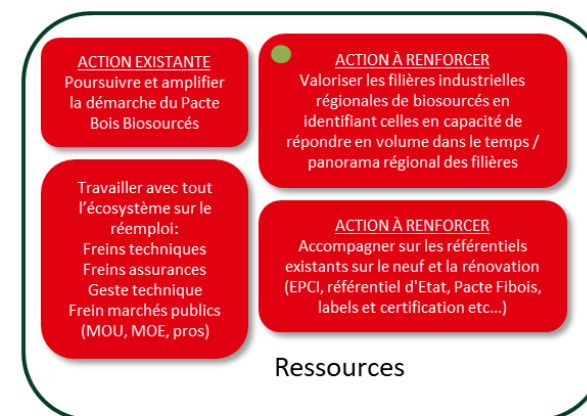 ACTION EXISTANTE
Poursuivre et amplifier
la démarche du Pacte
Bois Biosourcés
ACTION À RENFORCER
Valoriser les filières industrielles
régionales de biosourcés en
identifiant celles en capacité de
répondre en volume dans le temps /
panorama régional des filières
Travailler avec tout
l’écosystème sur le
réemploi:
Freins techniques
Freins assurances
Geste technique
Frein marchés publics
(MOU, MOE, pros)
ACTION À RENFORCER
Accompagner sur les référentiels
existants sur le neuf et la rénovation
(EPCI, référentiel d'Etat, Pacte Fibois,
labels et certification etc...)
Ressources